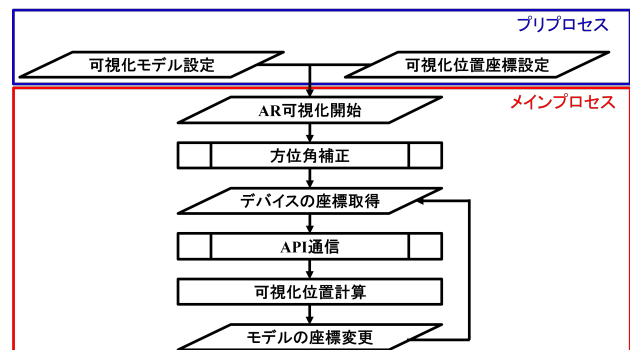 プリプロセス
可視化モデル設定
可視化位置座標設定
メインプロセス
AR可視化開始
方位角補正
デバイスの座標取得
API通信
可視化位置計算
モデルの座標変更